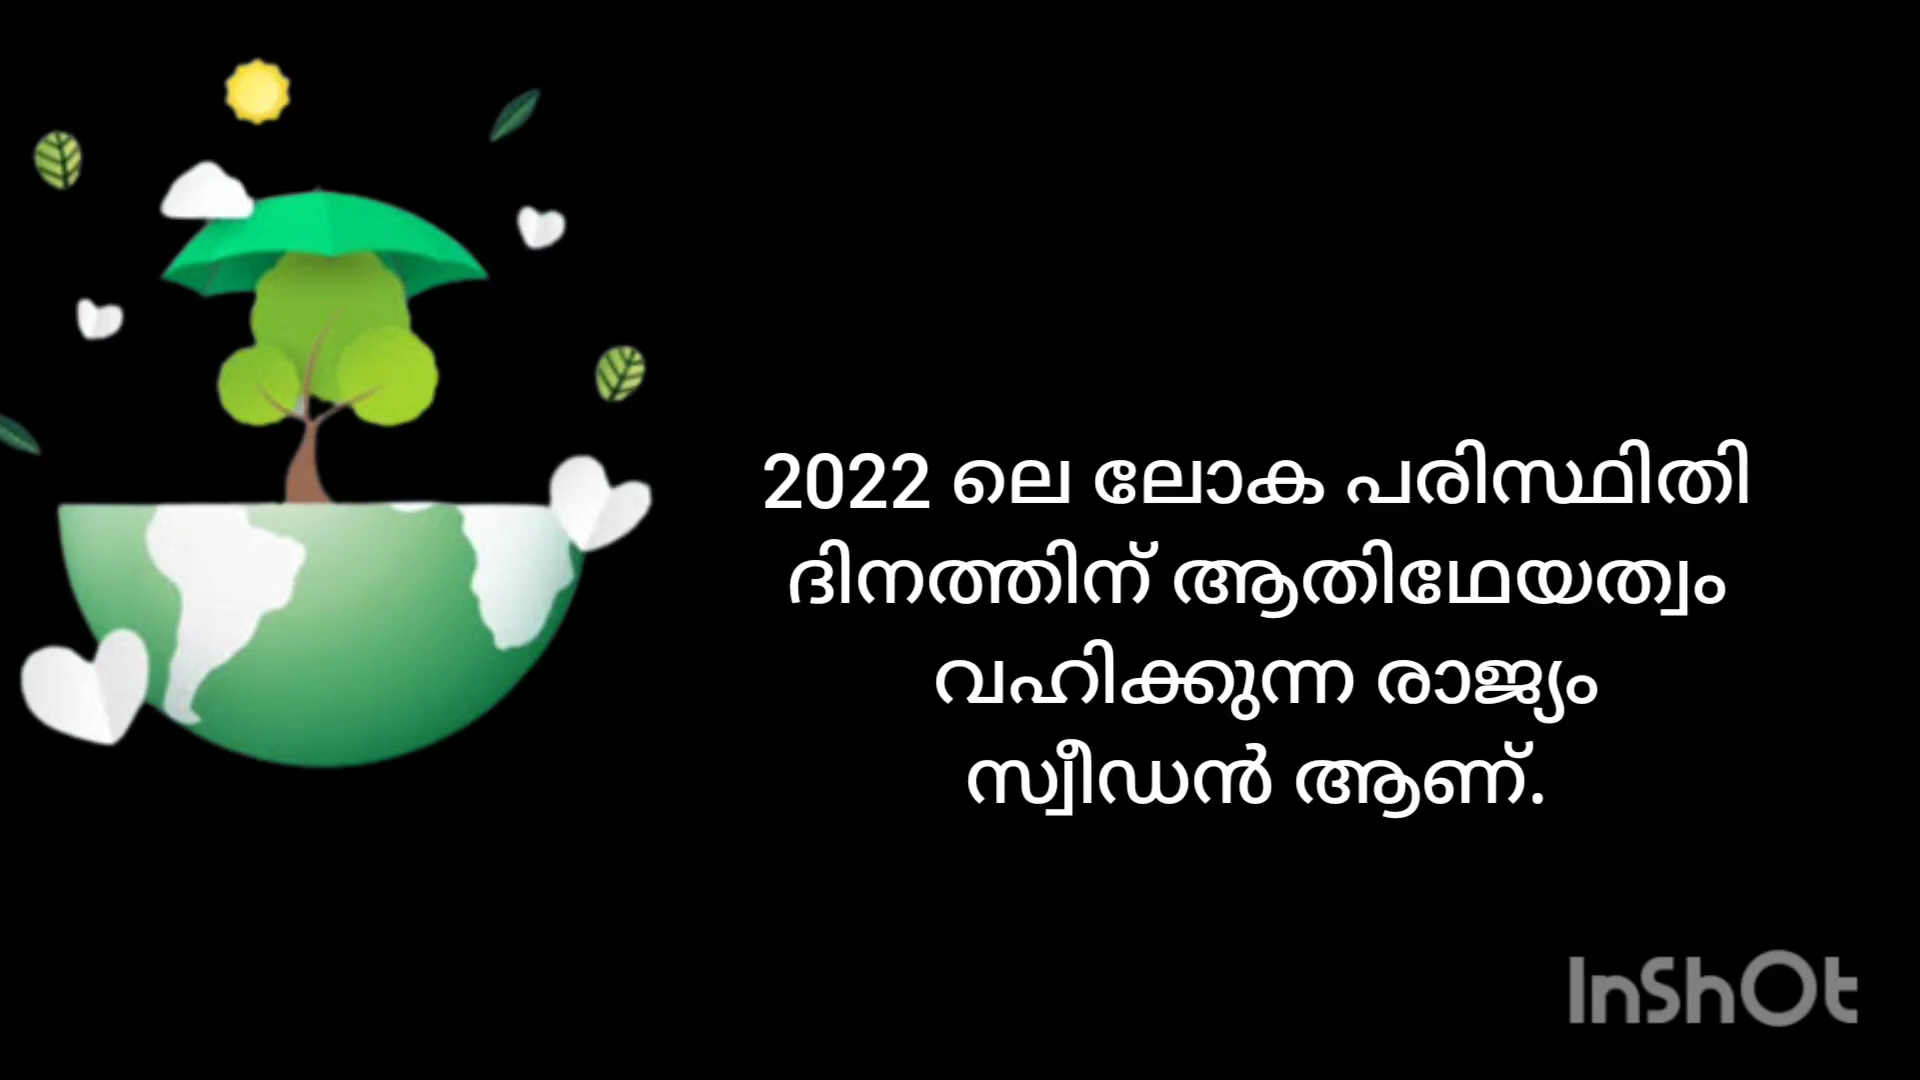 2022 ലെ ലോക പരിസ്ഥിതി
ദിനത്തിന് ആതിഥേയത്വം
വഹിക്കുന്ന രാജ്യം
സ്വീഡൻ ആണ്.
InShOt